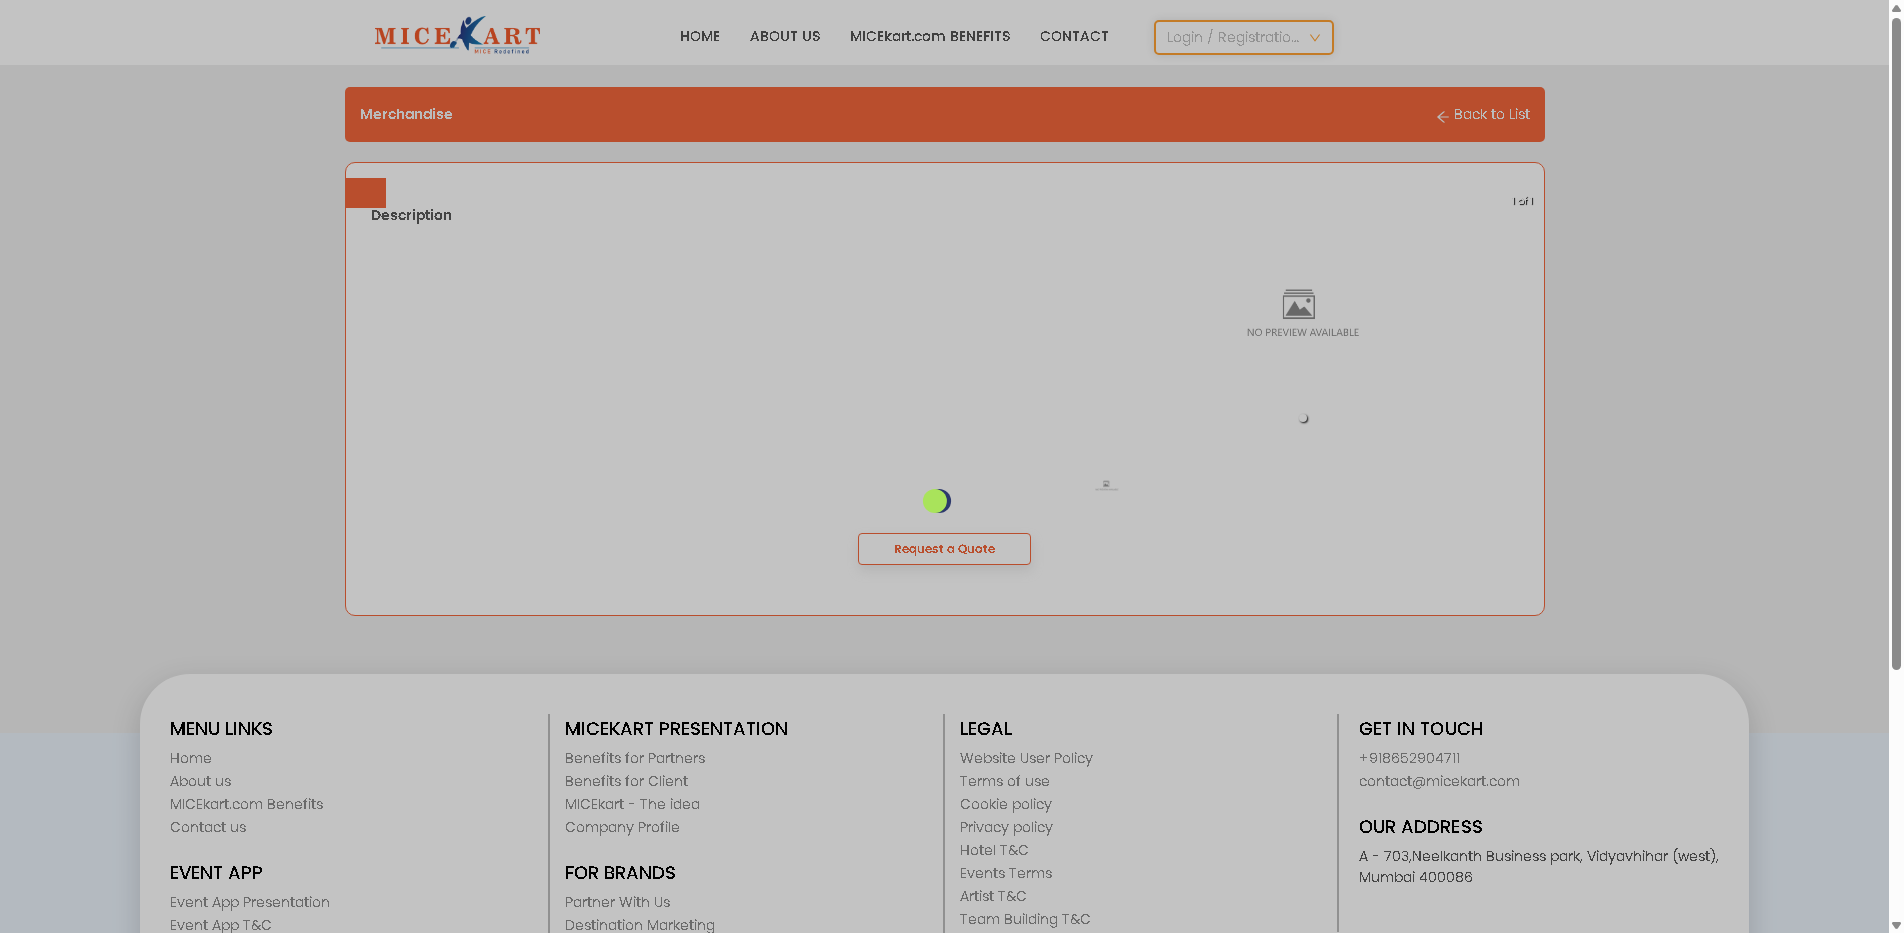 MICEKART
MICE Redefined
HOME ABOUT US MICEkart.com BENEFITS CONTACT Login / Registratio...
Merchandise Back to List
Description
1 of 1
NO PREVIEW AVAILABLE
Request a Quote
MENU LINKS
Home
About us
MICEkart.com Benefits
Contact us
EVENT APP
Event App Presentation
Event App T&C
MICEKART PRESENTATION
Benefits for Partners
Benefits for Client
MICEkart - The idea
Company Profile
FOR BRANDS
Partner With Us
Destination Marketing
LEGAL
Website User Policy
Terms of use
Cookie policy
Privacy policy
Hotel T&C
Events Terms
Artist T&C
Team Building T&C
GET IN TOUCH
+918652904711
contact@micekart.com
OUR ADDRESS
A - 703,Neelkanth Business park, Vidyavhihar (west),
Mumbai 400086